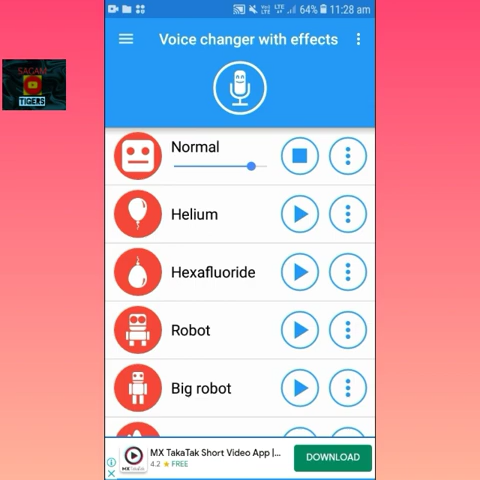 64% 11:28 am
Voice changer with effects
SAGAM
TIGERS
Normal
Helium
Hexafluoride
Robot
Big robot
MX TakaTak Short Video App |...
4.2 ★ FREE
DOWNLOAD